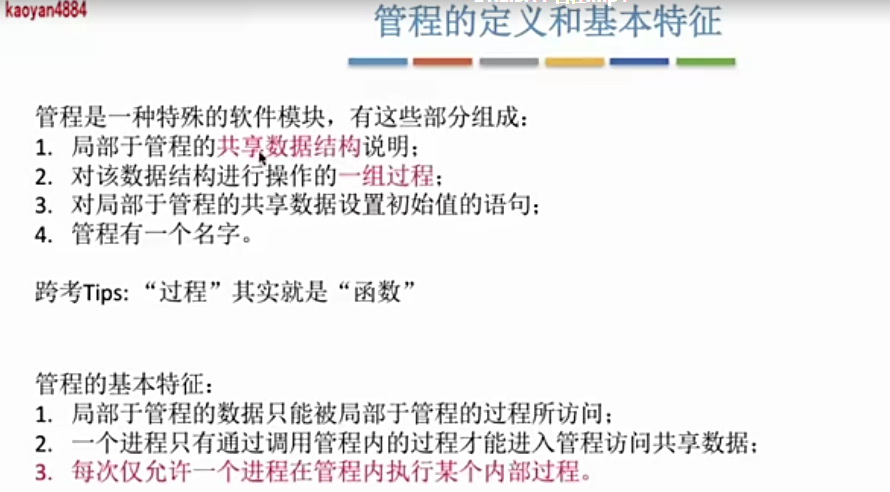 kaoyan4884
管程的定义和基本特征
管程是一种特殊的软件模块，有这些部分组成：
1. 局部于管程的共享数据结构说明；
2. 对该数据结构进行操作的一组过程；
3. 对局部于管程的共享数据设置初始值的语句；
4. 管程有一个名字。
跨考Tips: “过程”其实就是“函数”
管程的基本特征：
1. 局部于管程的数据只能被局部于管程的过程所访问；
2. 一个进程只有通过调用管程内的过程才能进入管程访问共享数据；
3. 每次仅允许一个进程在管程内执行某个内部过程。